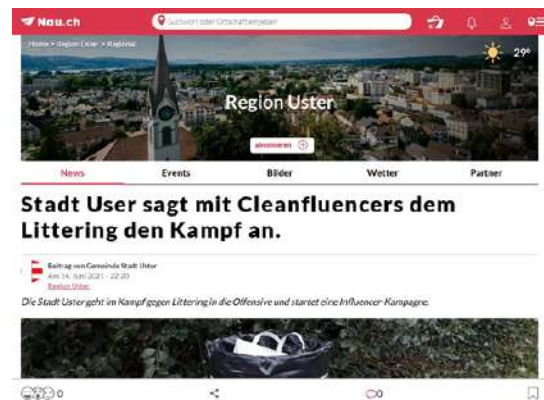 Nau.ch
Suchwort oder Ortschaft eingeben
Home > Region Uster > Regional
29°
Region Uster
abonnieren
News Events Bilder Wetter Partner
Stadt User sagt mit Cleanfluencers dem
Littering den Kampf an.
Beitrag von Gemeinde Stadt Uster
Am 14. Juni 2021 - 22:20
Region Uster
Die Stadt Uster geht im Kampf gegen Littering in die Offensive und startet eine Influencer-Kampagne.
0 0